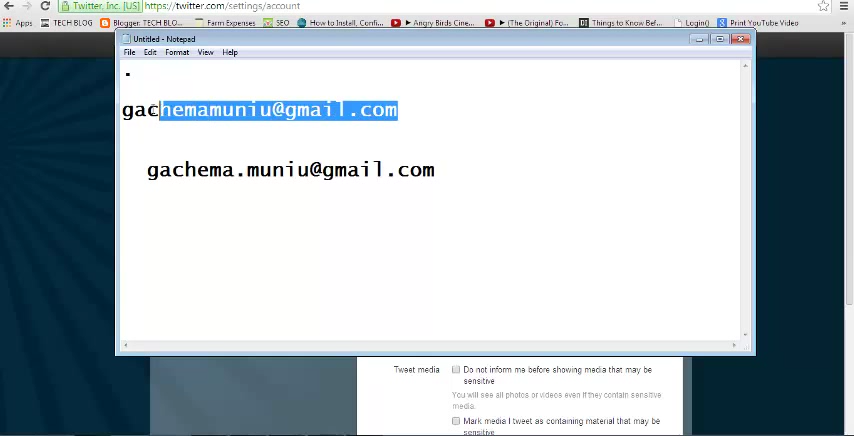 Twitter, Inc. [US] https://twitter.com/settings/account
Apps TECH BLOG Blogger: TECH BLO... Farm Expenses SEO How to Install, Confi... Angry Birds Cine... (The Original) Fo... Things to Know Bef... Login() Print YouTube Video
Untitled - Notepad
File Edit Format View Help
.
gachemamuniu@gmail.com
gachema.muniu@gmail.com
Tweet media Do not inform me before showing media that may be
sensitive
You will see all photos or videos even if they contain sensitive
media.
Mark media I tweet as containing material that may be
sensitive